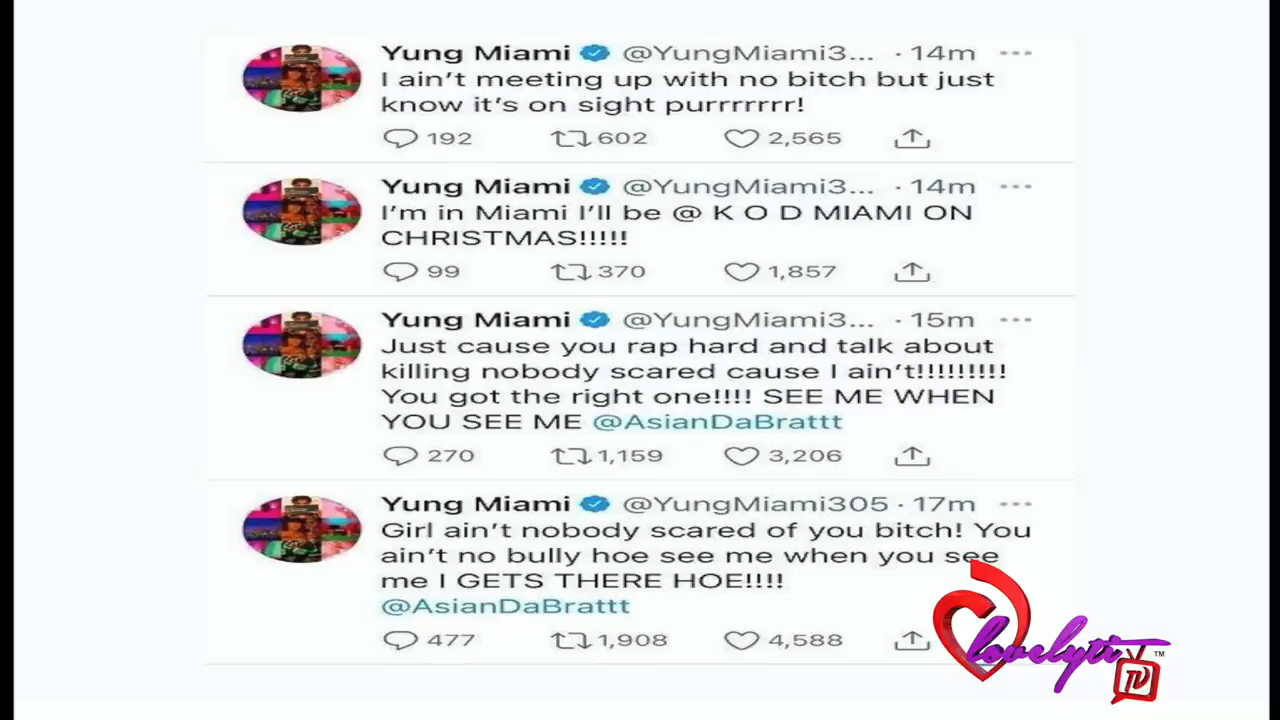 Yung Miami @YungMiami3... · 14m ...
I ain't meeting up with no bitch but just
know it's on sight purrrrrrr!
192 602 2,565
Yung Miami @YungMiami3... · 14m ...
I'm in Miami I'll be @ K O D MIAMI ON
CHRISTMAS!!!!!
99 370 1,857
Yung Miami @YungMiami3... · 15m ...
Just cause you rap hard and talk about
killing nobody scared cause I ain't!!!!!!!!!
You got the right one!!!! SEE ME WHEN
YOU SEE ME @AsianDaBrattt
270 1,159 3,206
Yung Miami @YungMiami305 · 17m ...
Girl ain't nobody scared of you bitch! You
ain't no bully hoe see me when you see
me I GETS THERE HOE!!!!
@AsianDaBrattt
477 1,908 4,588
lovelyti TM
TV